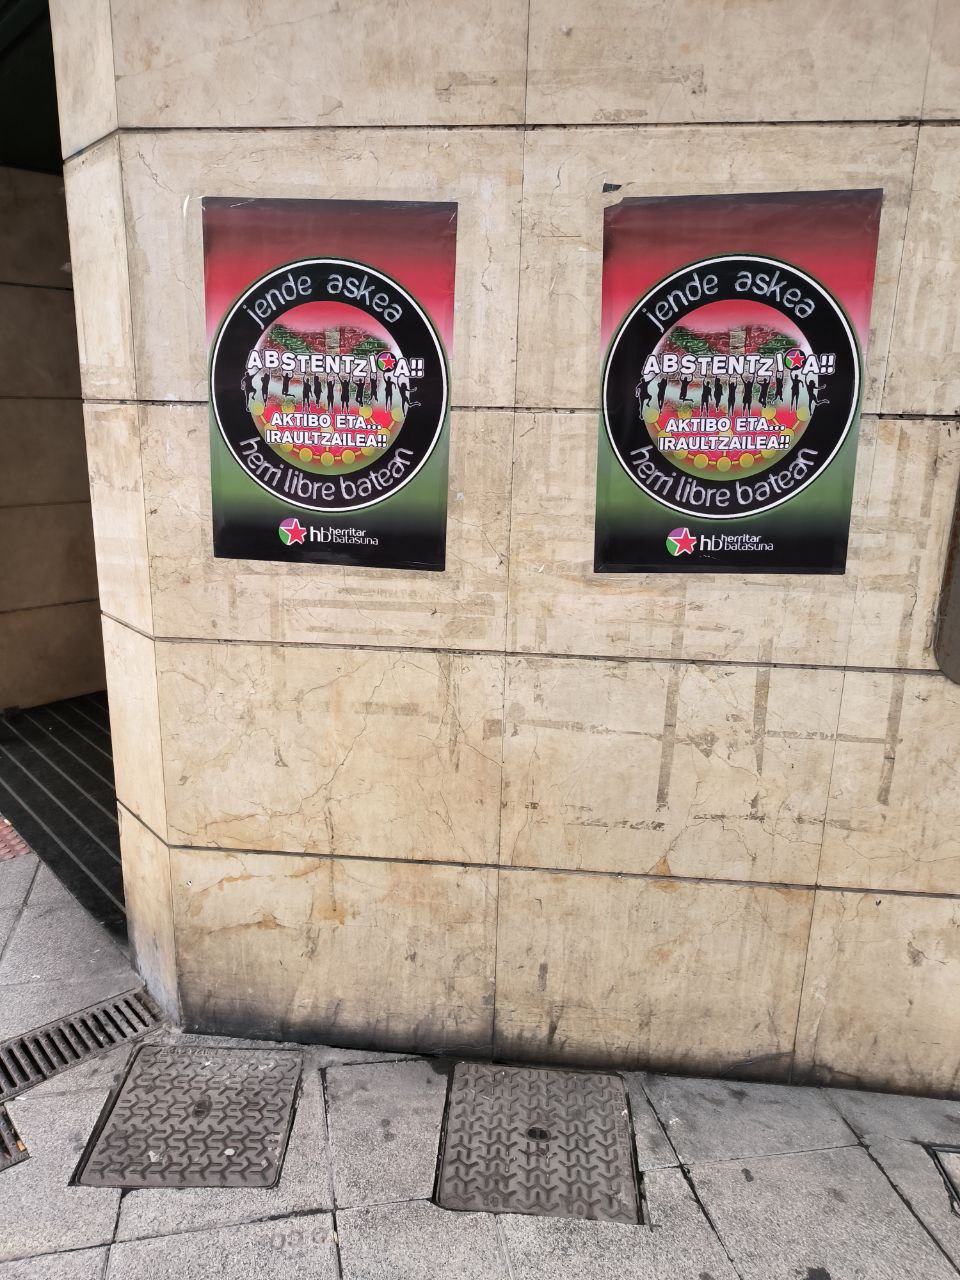 jende askea
ABSTENTZIOA!!
AKTIBO ETA...
IRAULTZAILEA!!
herri libre batean
hb herritar
batasuna
jende askea
ABSTENTZIOA!!
AKTIBO ETA...
IRAULTZAILEA!!
herri libre batean
hb herritar
batasuna